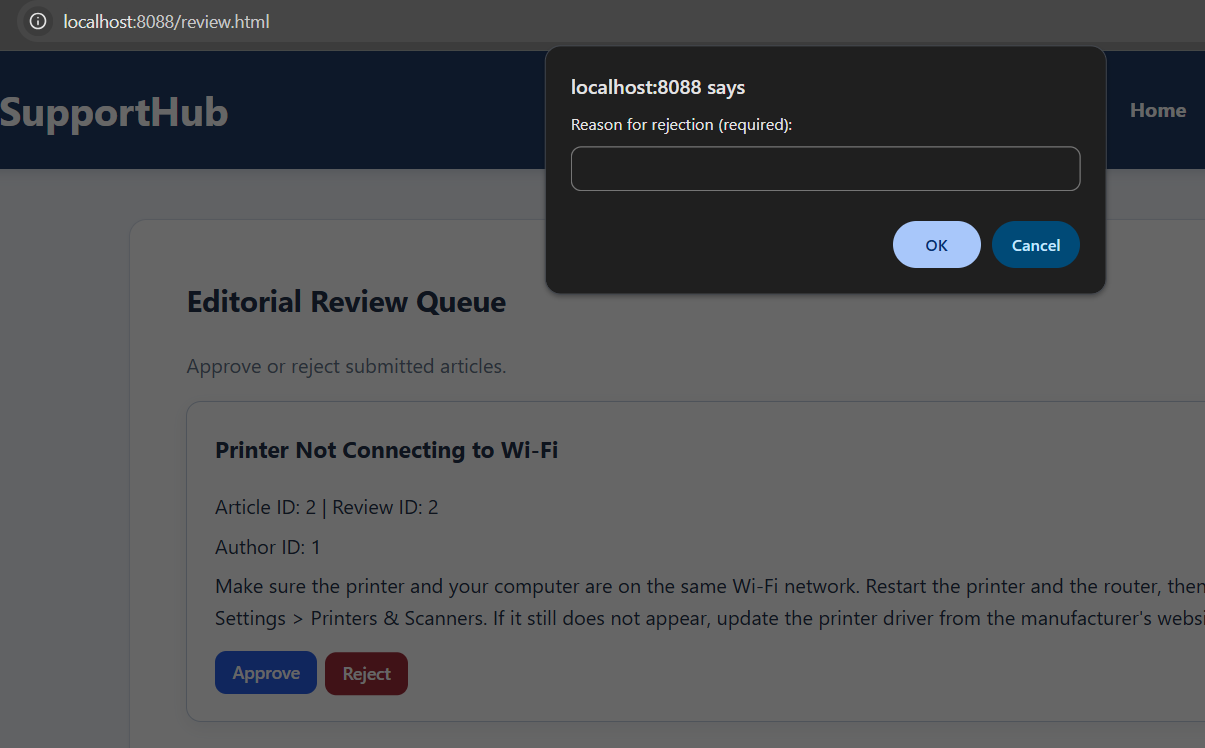 localhost:8088/review.html
SupportHub
Home
localhost:8088 says
Reason for rejection (required):
OK
Cancel
Editorial Review Queue
Approve or reject submitted articles.
Printer Not Connecting to Wi-Fi
Article ID: 2 | Review ID: 2
Author ID: 1
Make sure the printer and your computer are on the same Wi-Fi network. Restart the printer and the router, then
Settings > Printers & Scanners. If it still does not appear, update the printer driver from the manufacturer's
Approve
Reject